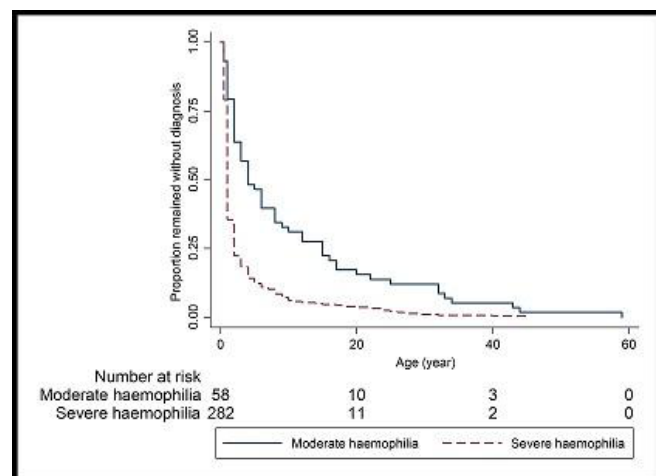 Proportion remained without diagnosis
1.00
0.75
0.50
0.25
0.00
0 20 40 60
Age (year)
Number at risk
Moderate haemophilia 58 10 3 0
Severe haemophilia 282 11 2 0
Moderate haemophilia Severe haemophilia